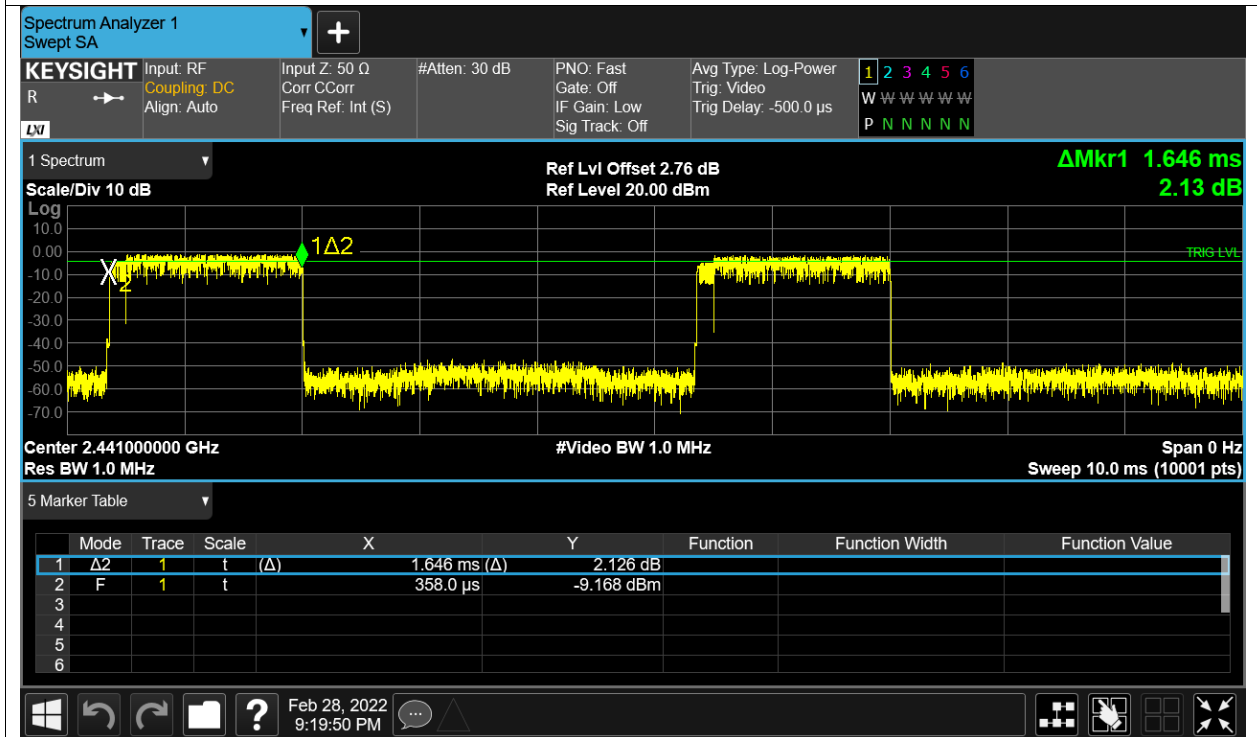 Spectrum Analyzer 1
Swept SA
KEYSIGHT Input: RF Input Z: 50 Ω #Atten: 30 dB PNO: Fast Avg Type: Log-Power 1 2 3 4 5 6
R Coupling: DC Corr CCorr Gate: Off Trig: Video W W W W W W
Align: Auto Freq Ref: Int (S) IF Gain: Low Trig Delay: -500.0 µs P N N N N N
LXI Sig Track: Off
1 Spectrum Ref Lvl Offset 2.76 dB ΔMkr1 1.646 ms
Scale/Div 10 dB Ref Level 20.00 dBm 2.13 dB
Log
10.0
0.00 1Δ2 TRIG LVL
-10.0 2
-20.0
-30.0
-40.0
-50.0
-60.0
-70.0
Center 2.441000000 GHz #Video BW 1.0 MHz Span 0 Hz
Res BW 1.0 MHz Sweep 10.0 ms (10001 pts)
5 Marker Table
Mode Trace Scale X Y Function Function Width Function Value
1 Δ2 1 t (Δ) 1.646 ms (Δ) 2.126 dB
2 F 1 t 358.0 µs -9.168 dBm
3
4
5
6
? Feb 28, 2022
9:19:50 PM